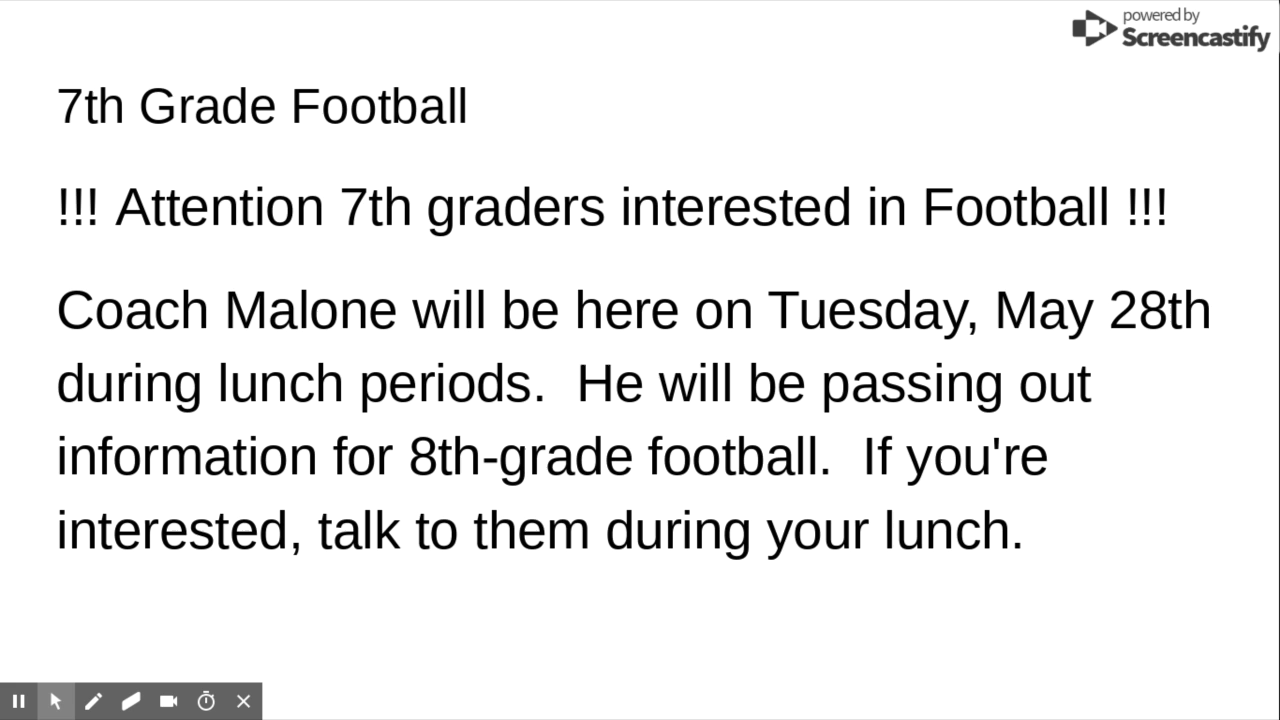 powered by
Screencastify
7th Grade Football
!!! Attention 7th graders interested in Football !!!
Coach Malone will be here on Tuesday, May 28th
during lunch periods.  He will be passing out
information for 8th-grade football.  If you're
interested, talk to them during your lunch.